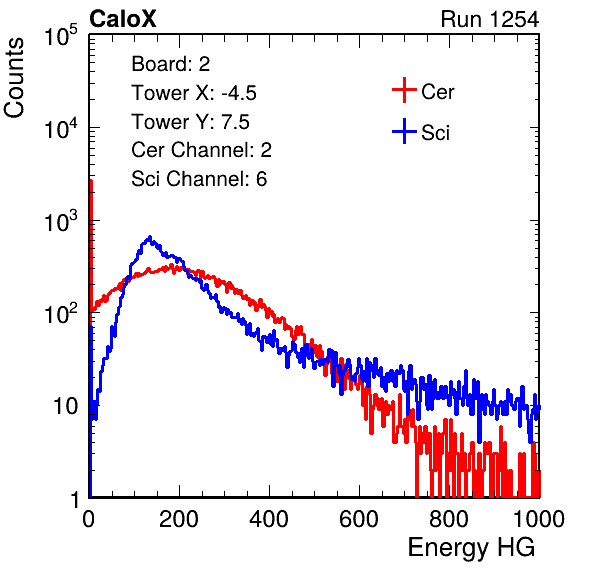 CaloX Run 1254
Counts
10^5
10^4
10^3
10^2
10
1
Board: 2
Tower X: -4.5
Tower Y: 7.5
Cer Channel: 2
Sci Channel: 6
Cer
Sci
0 200 400 600 800 1000
Energy HG